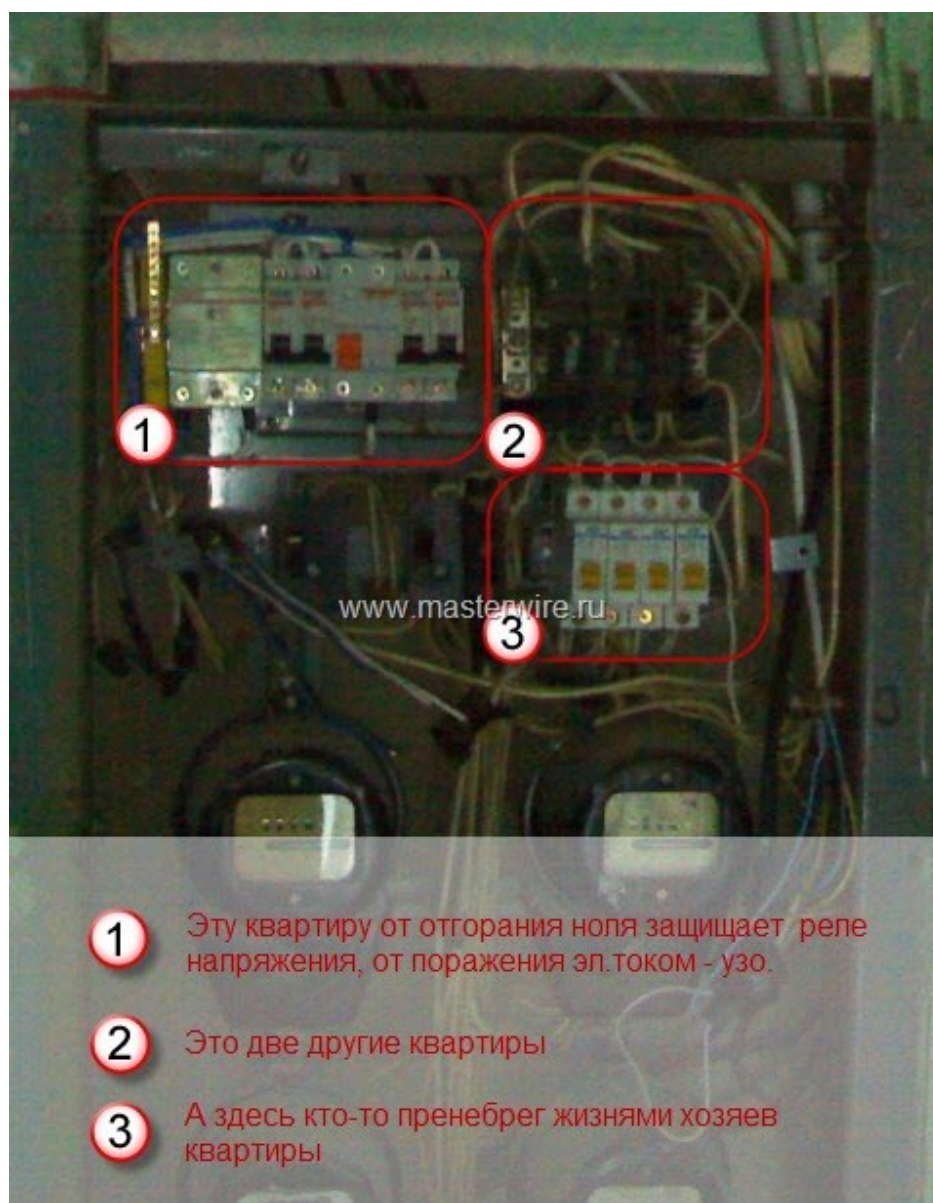 1
2
www.masterwire.ru
3
1 Эту квартиру от отгорания ноля защищает реле
напряжения, от поражения эл.током - узо.
2 Это две другие квартиры
3 А здесь кто-то пренебрег жизнями хозяев
квартиры